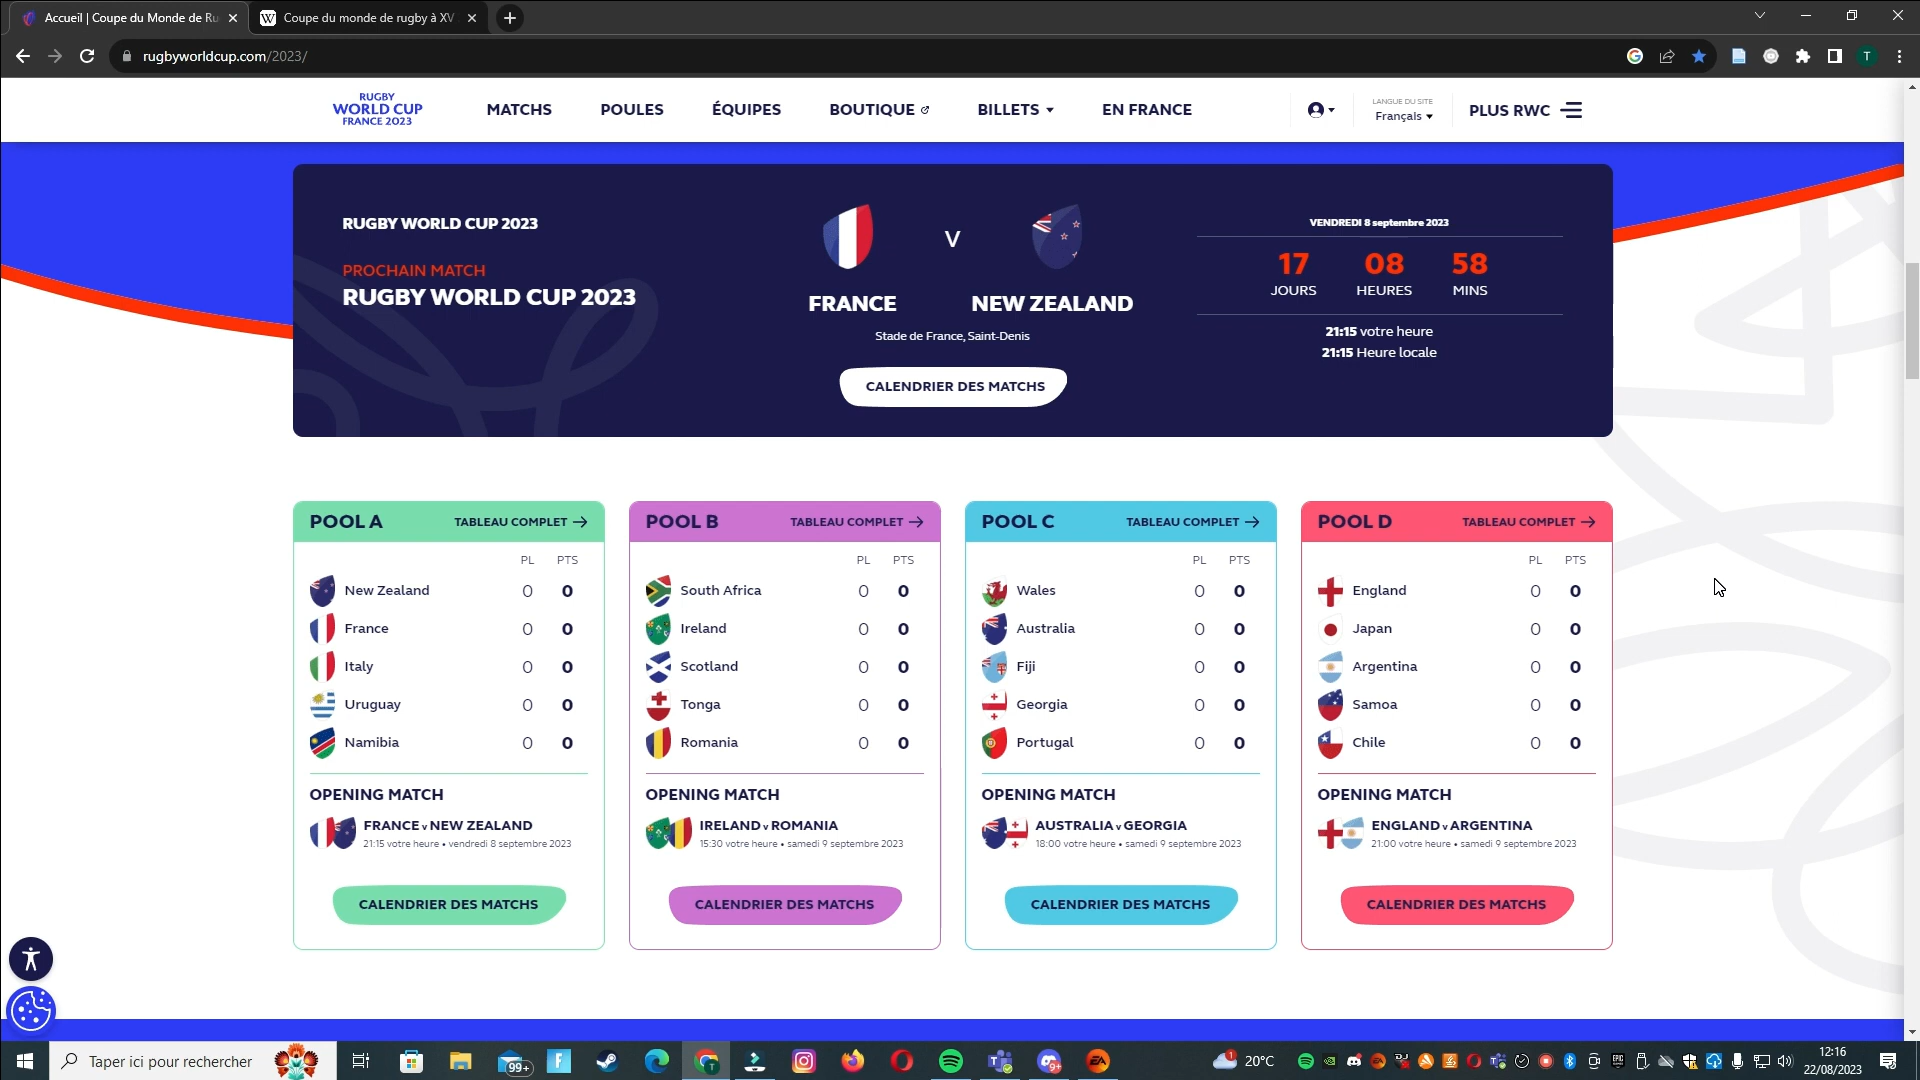 Accueil | Coupe du Monde de Ru
Coupe du monde de rugby à XV
rugbyworldcup.com/2023/
T
RUGBY
WORLD CUP
FRANCE 2023
MATCHS
POULES
ÉQUIPES
BOUTIQUE
BILLETS
EN FRANCE
LANGUE DU SITE
Français
PLUS RWC
RUGBY WORLD CUP 2023
PROCHAIN MATCH
RUGBY WORLD CUP 2023
FRANCE
V
NEW ZEALAND
Stade de France, Saint-Denis
CALENDRIER DES MATCHS
VENDREDI 8 septembre 2023
17 08 58
JOURS HEURES MINS
21:15 votre heure
21:15 Heure locale
POOL A TABLEAU COMPLET
PL PTS
New Zealand 0 0
France 0 0
Italy 0 0
Uruguay 0 0
Namibia 0 0
OPENING MATCH
FRANCE v NEW ZEALAND
21:15 votre heure • vendredi 8 septembre 2023
CALENDRIER DES MATCHS
POOL B TABLEAU COMPLET
PL PTS
South Africa 0 0
Ireland 0 0
Scotland 0 0
Tonga 0 0
Romania 0 0
OPENING MATCH
IRELAND v ROMANIA
15:30 votre heure • samedi 9 septembre 2023
CALENDRIER DES MATCHS
POOL C TABLEAU COMPLET
PL PTS
Wales 0 0
Australia 0 0
Fiji 0 0
Georgia 0 0
Portugal 0 0
OPENING MATCH
AUSTRALIA v GEORGIA
18:00 votre heure • samedi 9 septembre 2023
CALENDRIER DES MATCHS
POOL D TABLEAU COMPLET
PL PTS
England 0 0
Japan 0 0
Argentina 0 0
Samoa 0 0
Chile 0 0
OPENING MATCH
ENGLAND v ARGENTINA
21:00 votre heure • samedi 9 septembre 2023
CALENDRIER DES MATCHS
Taper ici pour rechercher
99+
20°C
12:16
22/08/2023